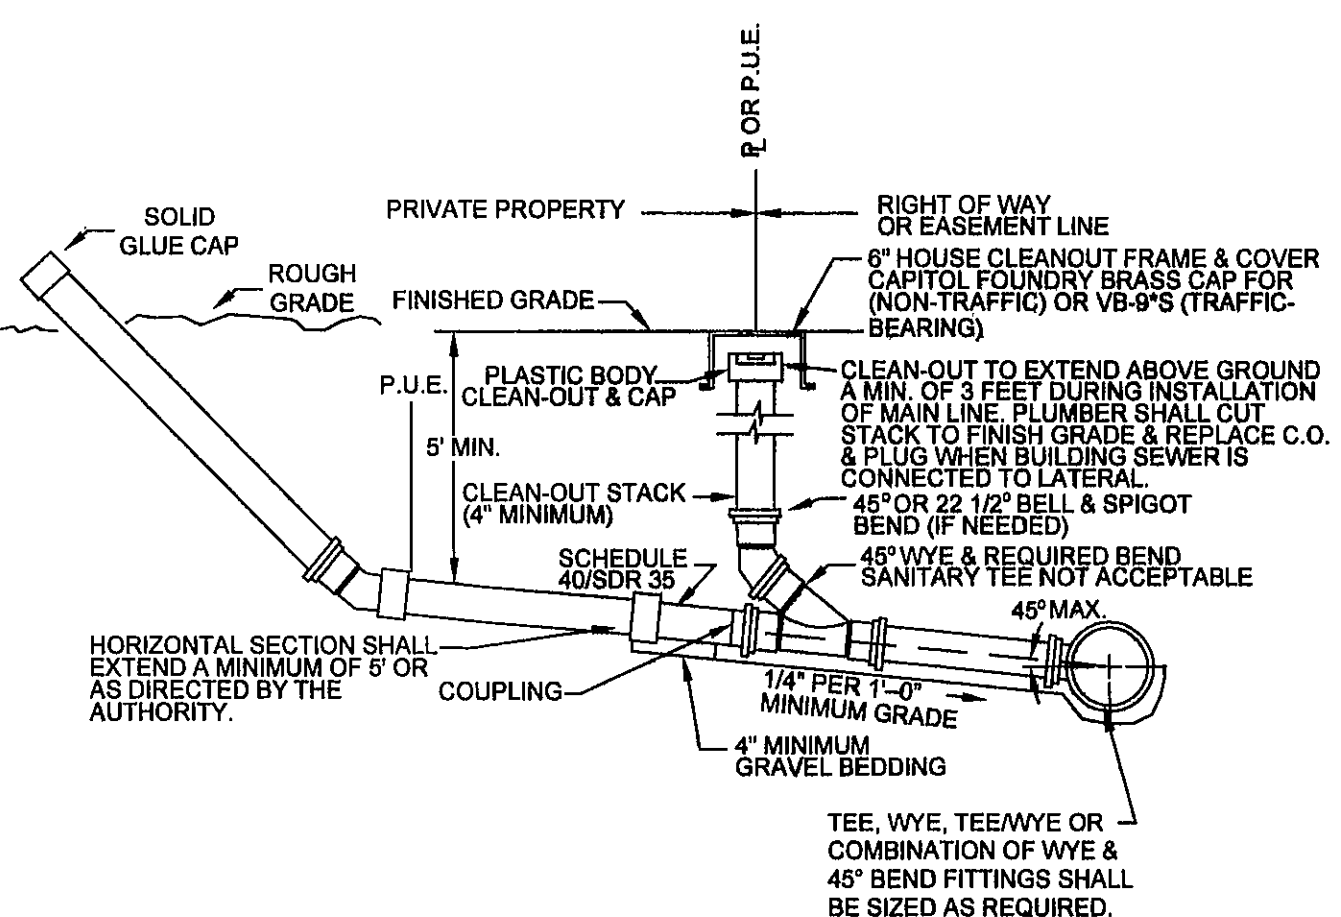 ℄ OR P.U.E.
SOLID
GLUE CAP
PRIVATE PROPERTY
RIGHT OF WAY
OR EASEMENT LINE
ROUGH
GRADE
FINISHED GRADE
6" HOUSE CLEANOUT FRAME & COVER
CAPITOL FOUNDRY BRASS CAP FOR
(NON-TRAFFIC) OR VB-9*S (TRAFFIC-
BEARING)
P.U.E.
PLASTIC BODY
CLEAN-OUT & CAP
CLEAN-OUT TO EXTEND ABOVE GROUND
A MIN. OF 3 FEET DURING INSTALLATION
OF MAIN LINE. PLUMBER SHALL CUT
STACK TO FINISH GRADE & REPLACE C.O.
& PLUG WHEN BUILDING SEWER IS
CONNECTED TO LATERAL.
5' MIN.
CLEAN-OUT STACK
(4" MINIMUM)
45° OR 22 1/2° BELL & SPIGOT
BEND (IF NEEDED)
SCHEDULE
40/SDR 35
45° WYE & REQUIRED BEND
SANITARY TEE NOT ACCEPTABLE
45° MAX.
HORIZONTAL SECTION SHALL
EXTEND A MINIMUM OF 5' OR
AS DIRECTED BY THE
AUTHORITY.
COUPLING
1/4" PER 1'-0"
MINIMUM GRADE
4" MINIMUM
GRAVEL BEDDING
TEE, WYE, TEE/WYE OR
COMBINATION OF WYE &
45° BEND FITTINGS SHALL
BE SIZED AS REQUIRED.